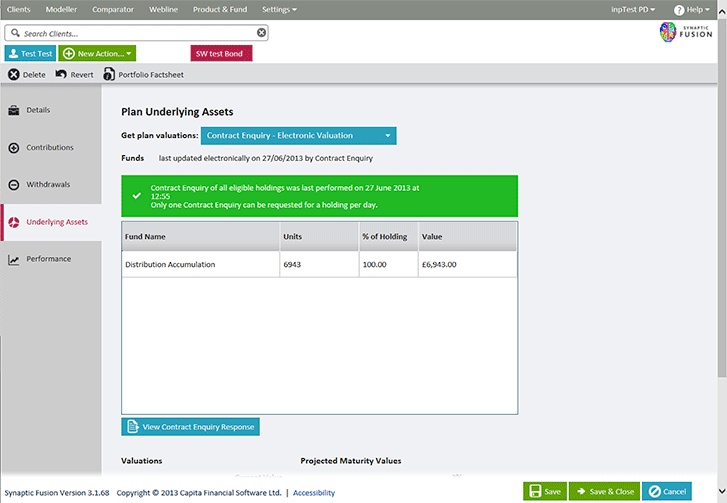 Clients Modeller Comparator Webline Product & Fund Settings inpTest PD Help
Search Clients...
SYNAPTIC
FUSION
Test Test New Action... SW test Bond
Delete Revert Portfolio Factsheet
Details
Contributions
Withdrawals
Underlying Assets
Performance
Plan Underlying Assets
Get plan valuations: Contract Enquiry - Electronic Valuation
Funds last updated electronically on 27/06/2013 by Contract Enquiry
Contract Enquiry of all eligible holdings was last performed on 27 June 2013 at
12:55
Only one Contract Enquiry can be requested for a holding per day.
Fund Name Units % of Holding Value
Distribution Accumulation 6943 100.00 £6,943.00
View Contract Enquiry Response
Valuations Projected Maturity Values
Synaptic Fusion Version 3.1.68 Copyright © 2013 Capita Financial Software Ltd. | Accessibility
Save Save & Close Cancel